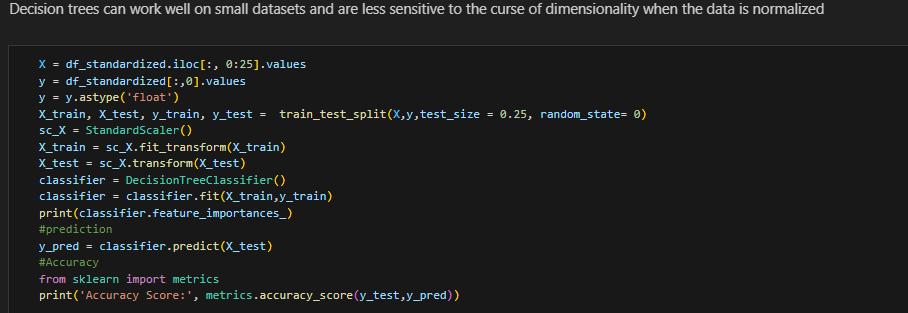 Decision trees can work well on small datasets and are less sensitive to the curse of dimensionality when the data is normalized
X = df_standardized.iloc[:, 0:25].values
y = df_standardized[:,0].values
y = y.astype('float')
X_train, X_test, y_train, y_test =  train_test_split(X,y,test_size = 0.25, random_state= 0)
sc_X = StandardScaler()
X_train = sc_X.fit_transform(X_train)
X_test = sc_X.transform(X_test)
classifier = DecisionTreeClassifier()
classifier = classifier.fit(X_train,y_train)
print(classifier.feature_importances_)
#prediction
y_pred = classifier.predict(X_test)
#Accuracy
from sklearn import metrics
print('Accuracy Score:', metrics.accuracy_score(y_test,y_pred))